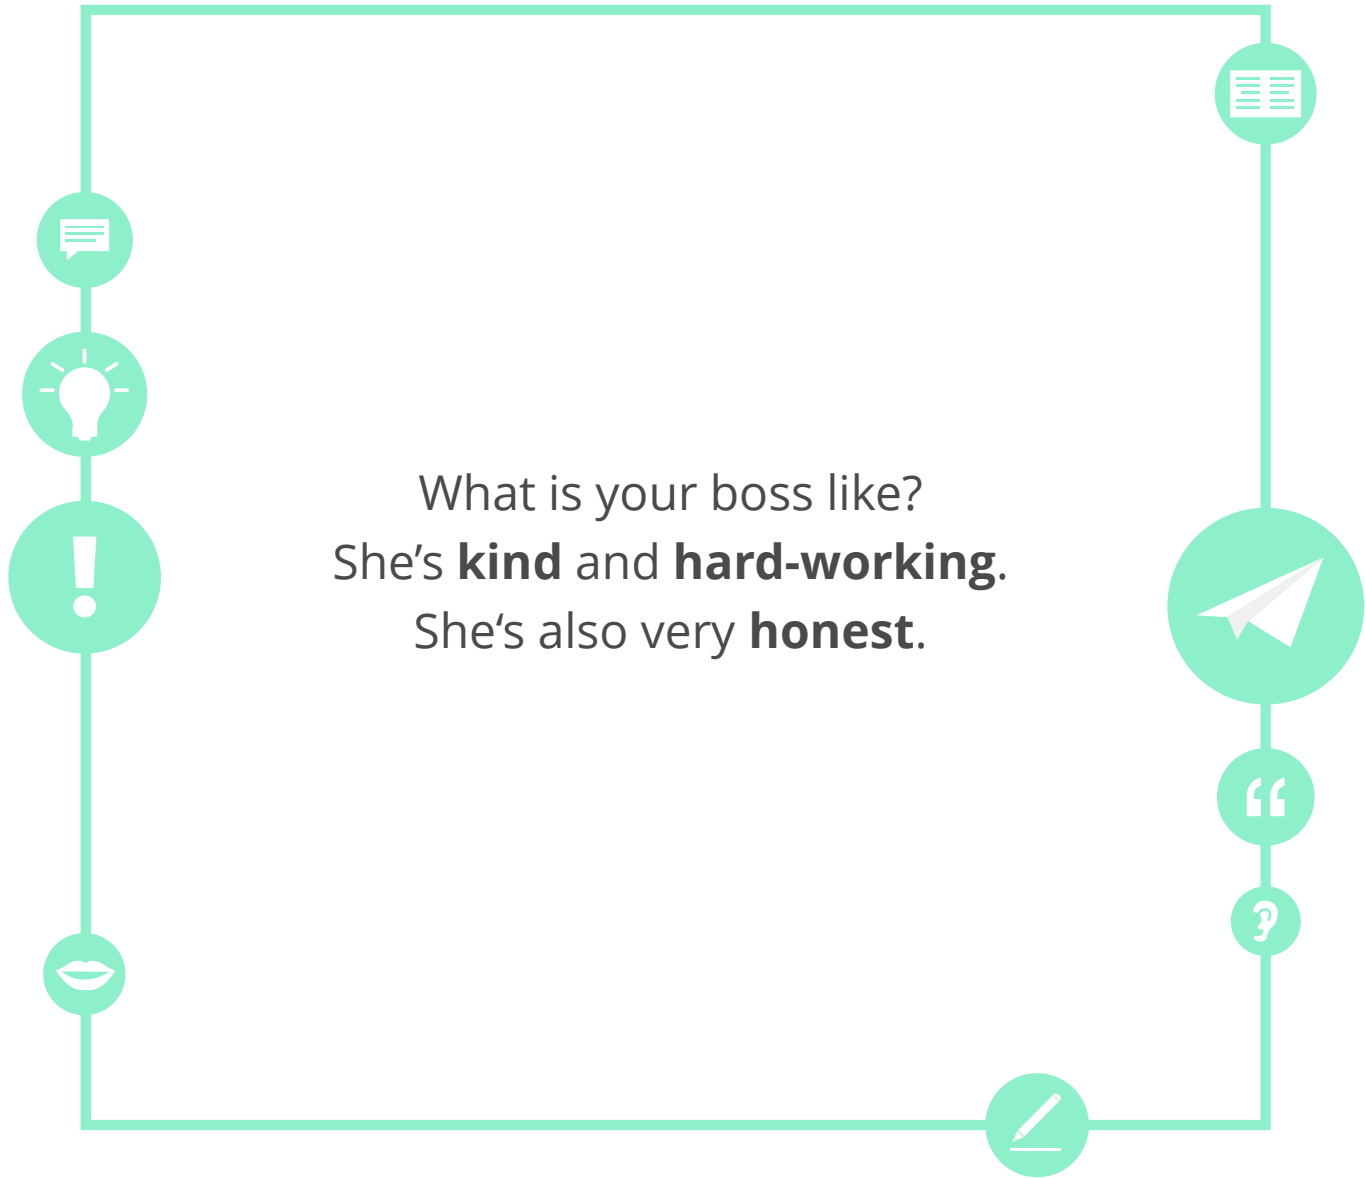 What is your boss like?
She’s kind and hard-working.
She‘s also very honest.